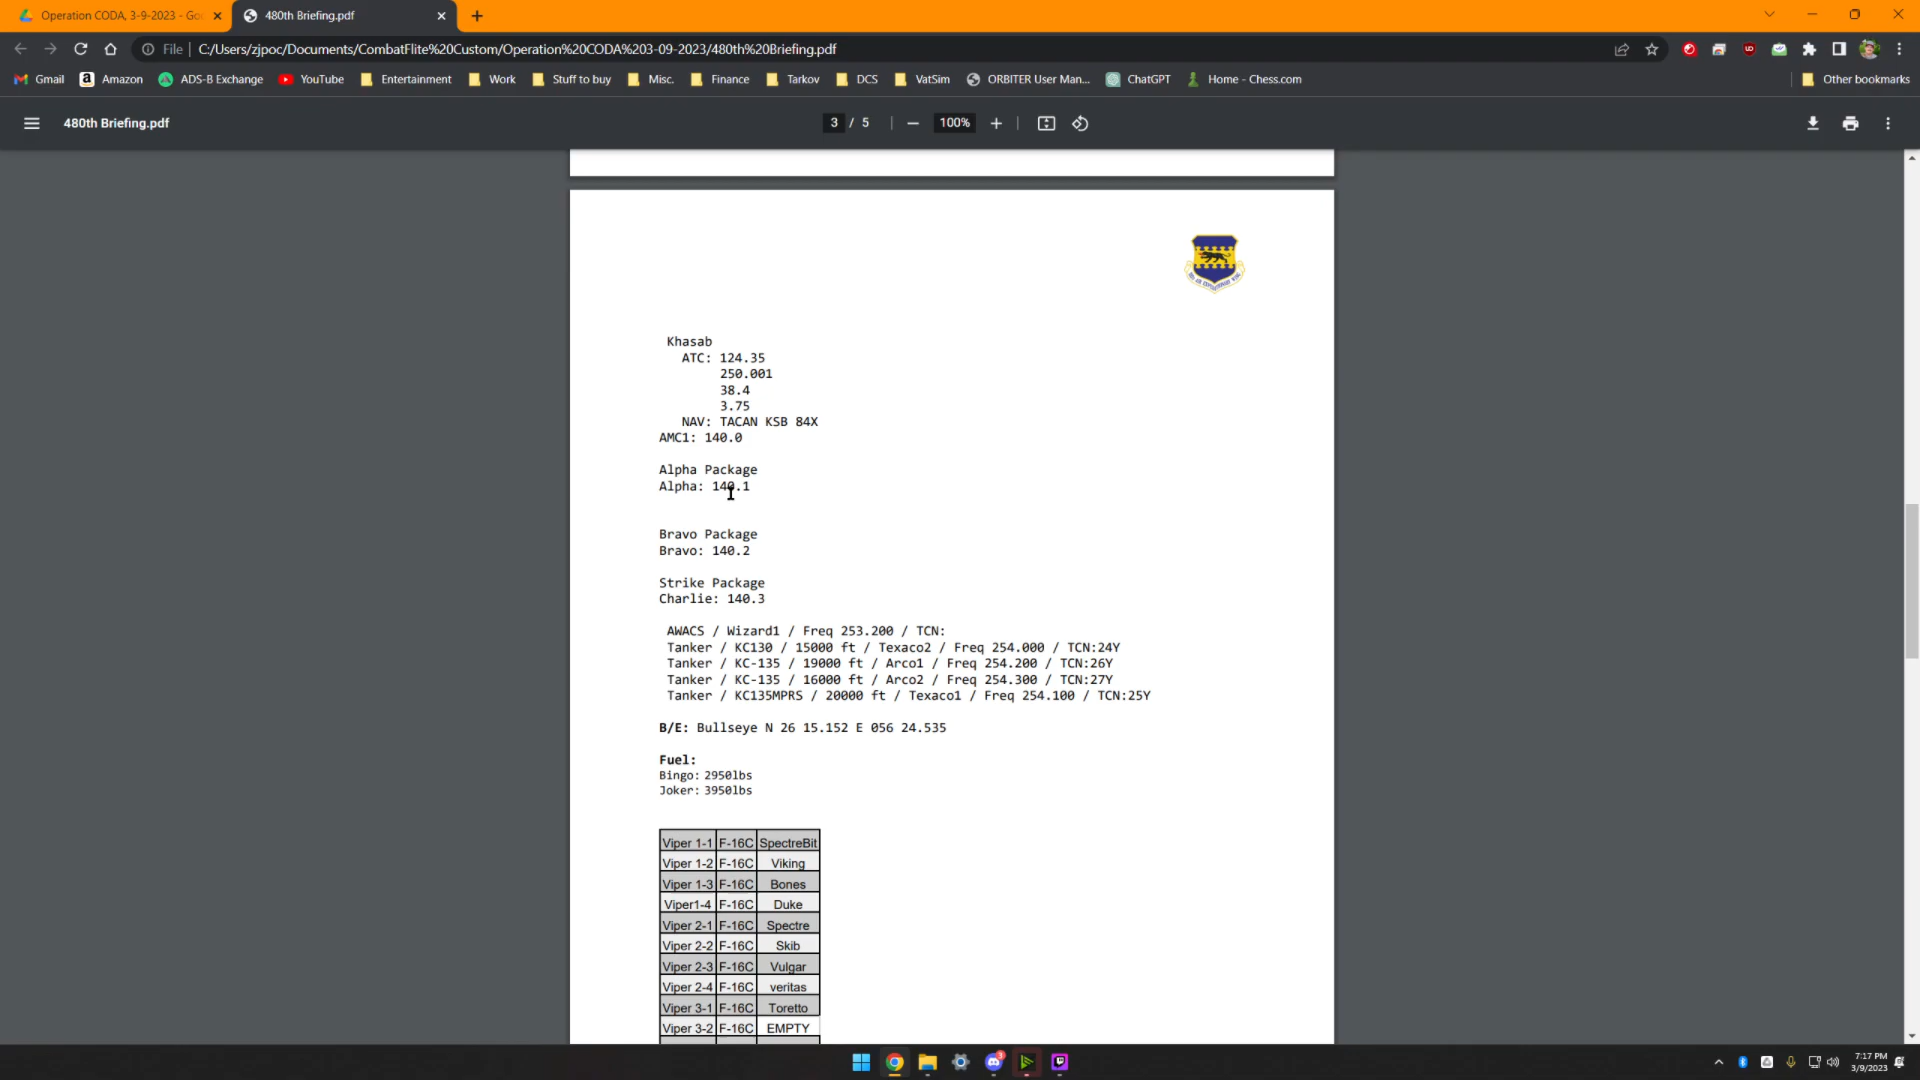 Operation CODA, 3-9-2023 - Go
480th Briefing.pdf
File
C:/Users/zjpoc/Documents/CombatFlite%20Custom/Operation%20CODA%203-09-2023/480th%20Briefing.pdf
Gmail
Amazon
ADS-B Exchange
YouTube
Entertainment
Work
Stuff to buy
Misc.
Finance
Tarkov
DCS
VatSim
ORBITER User Man...
ChatGPT
Home - Chess.com
Other bookmarks
480th Briefing.pdf
3 / 5
100%
Khasab
ATC: 124.35
250.001
38.4
3.75
NAV: TACAN KSB 84X
AMC1: 140.0
Alpha Package
Alpha: 140.1
Bravo Package
Bravo: 140.2
Strike Package
Charlie: 140.3
AWACS / Wizard1 / Freq 253.200 / TCN:
Tanker / KC130 / 15000 ft / Texaco2 / Freq 254.000 / TCN:24Y
Tanker / KC-135 / 19000 ft / Arco1 / Freq 254.200 / TCN:26Y
Tanker / KC-135 / 16000 ft / Arco2 / Freq 254.300 / TCN:27Y
Tanker / KC135MPRS / 20000 ft / Texaco1 / Freq 254.100 / TCN:25Y
B/E: Bullseye N 26 15.152 E 056 24.535
Fuel:
Bingo: 2950lbs
Joker: 3950lbs
Viper 1-1 F-16C SpectreBit
Viper 1-2 F-16C Viking
Viper 1-3 F-16C Bones
Viper1-4 F-16C Duke
Viper 2-1 F-16C Spectre
Viper 2-2 F-16C Skib
Viper 2-3 F-16C Vulgar
Viper 2-4 F-16C veritas
Viper 3-1 F-16C Toretto
Viper 3-2 F-16C EMPTY
7:17 PM
3/9/2023